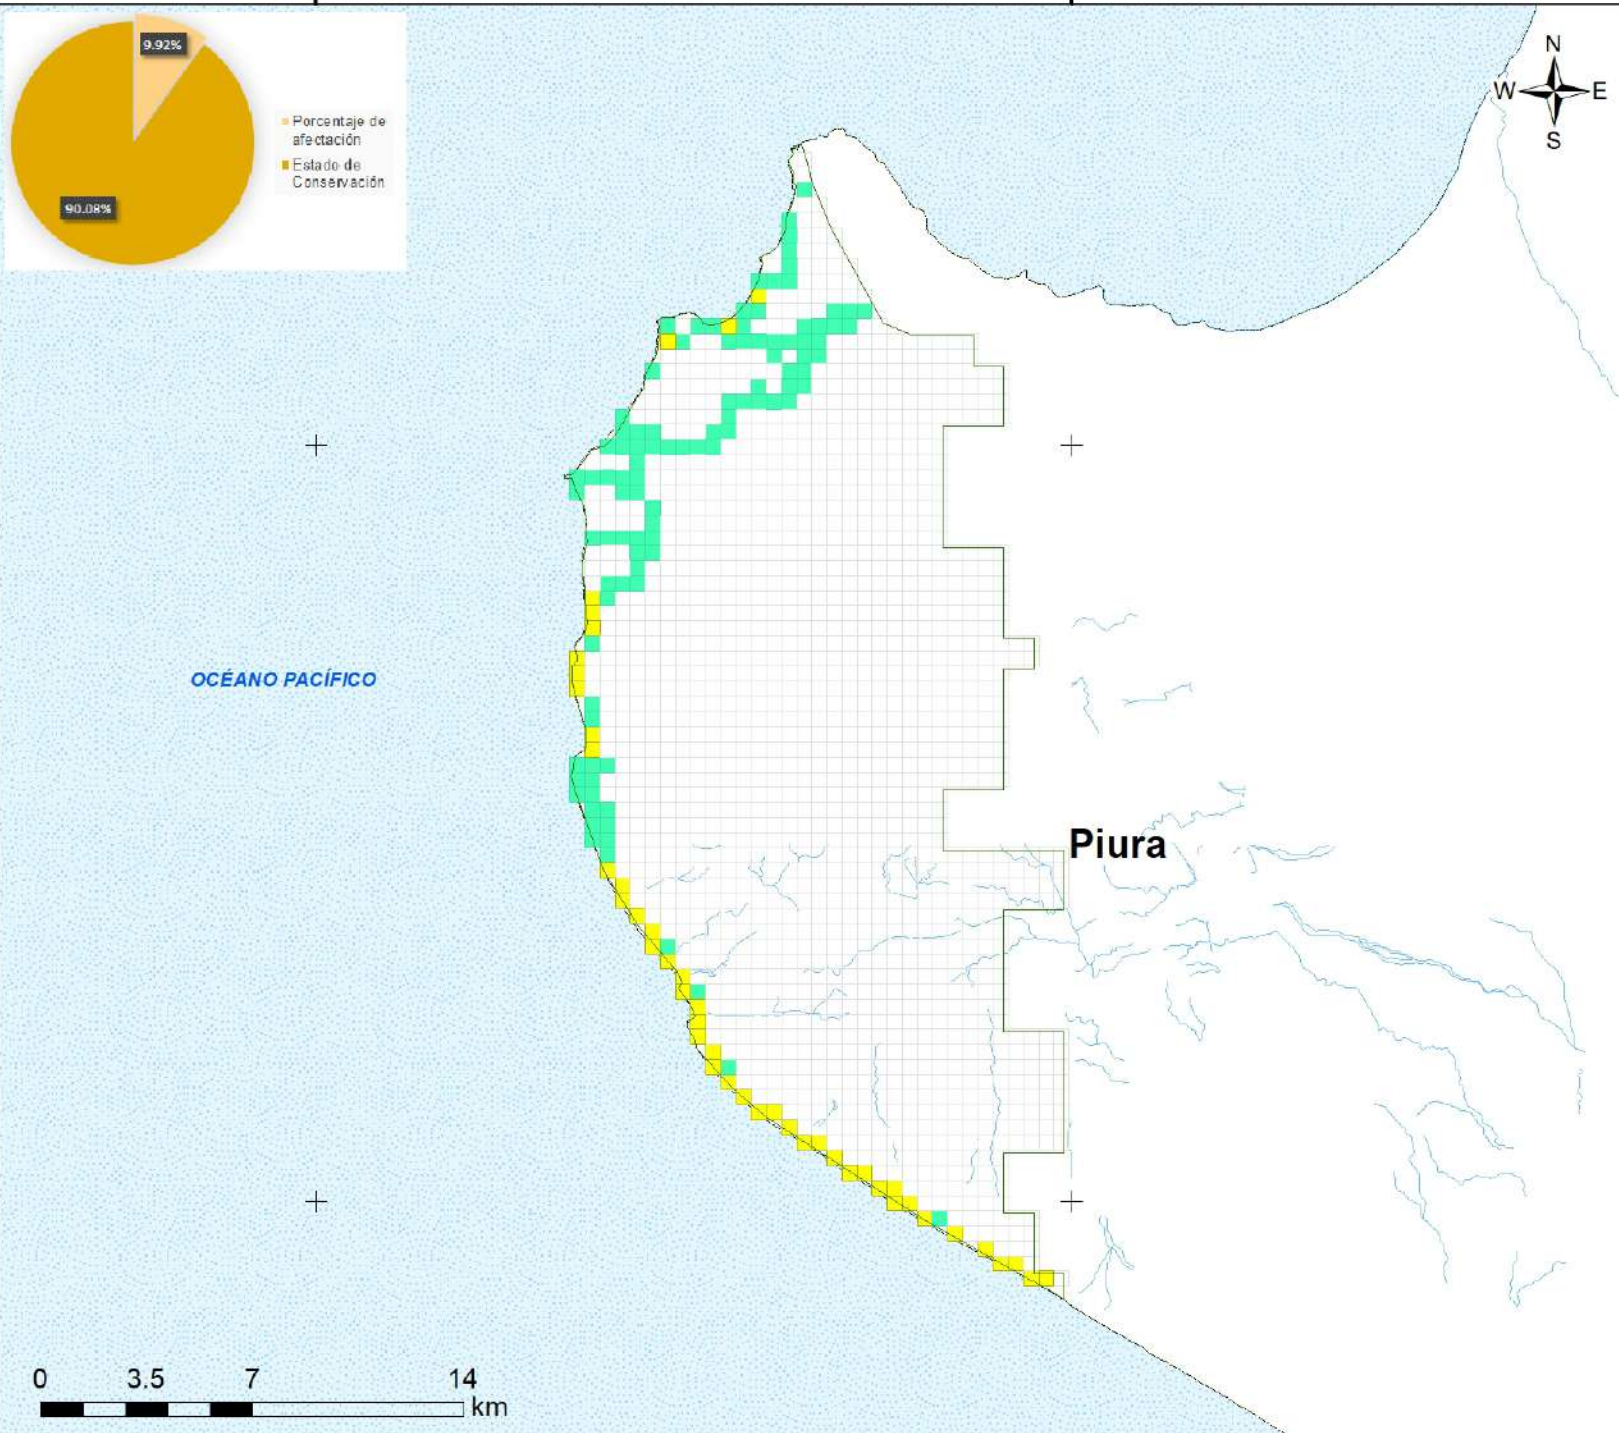 9.92%
Porcentaje de
afectación
Estado de
Conservación
90.08%
N
W
E
S
OCÉANO PACÍFICO
Piura
0 3.5 7 14
km